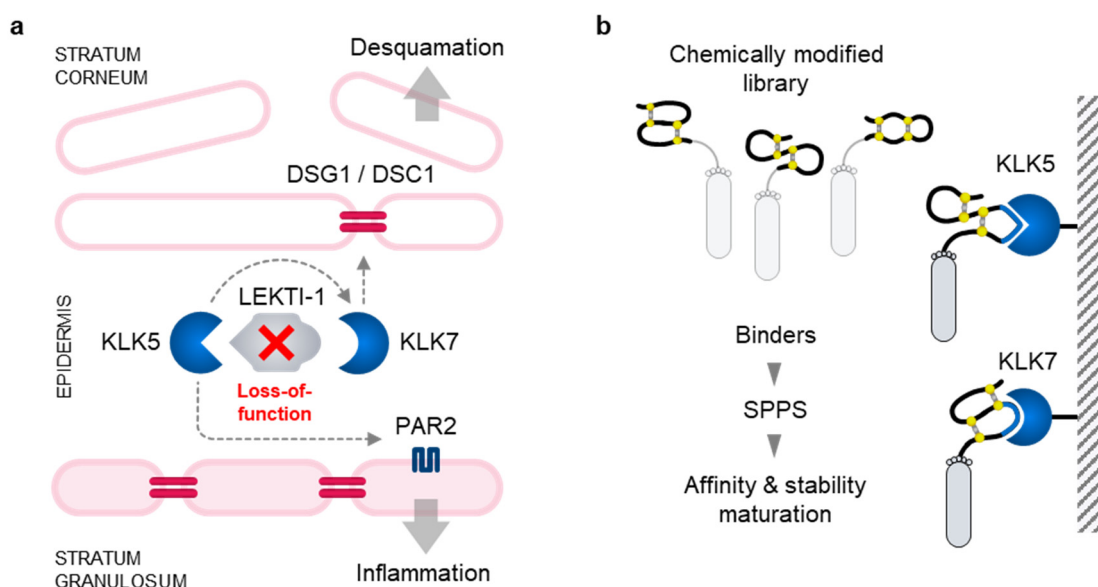 a
STRATUM
CORNEUM
Desquamation
DSG1 / DSC1
EPIDERMIS
LEKTI-1
KLK5
KLK7
Loss-of-
function
PAR2
STRATUM
GRANULOSUM
Inflammation
b
Chemically modified
library
KLK5
Binders
SPPS
Affinity & stability
maturation
KLK7